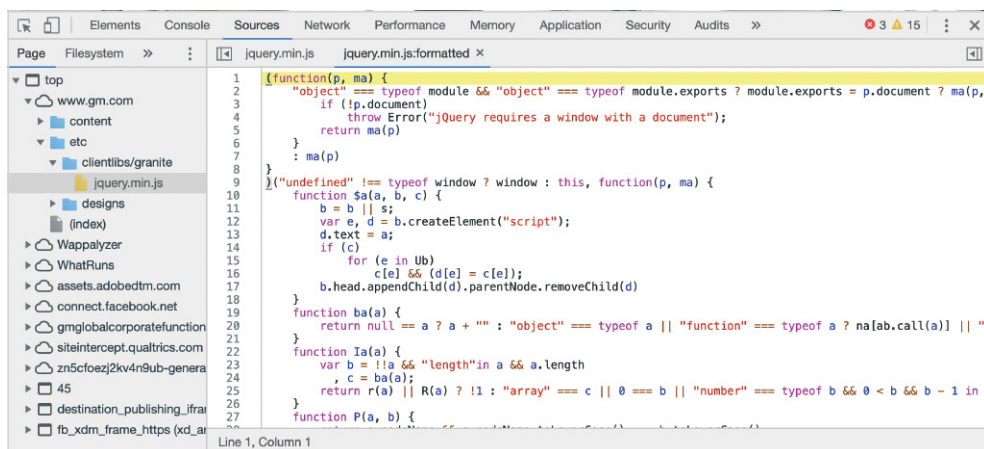 Elements Console Sources Network Performance Memory Application Security Audits » 3 15
Page Filesystem » jquery.min.js jquery.min.js:formatted ×
top
www.gm.com
content
etc
clientlibs/granite
jquery.min.js
designs
(index)
Wappalyzer
WhatRuns
assets.adobedtm.com
connect.facebook.net
gmglobalcorporatefunction
siteintercept.qualtrics.com
zn5cfoezj2kv4n9ub-genera
45
destination_publishing_ifrar
fb_xdm_frame_https (xd_ar
1 (function(p, ma) {
2 "object" === typeof module && "object" === typeof module.exports ? module.exports = p.document ? ma(p,
3 if (!p.document)
4 throw Error("jQuery requires a window with a document");
5 return ma(p)
6 }
7 : ma(p)
8 }
9 )("undefined" !== typeof window ? window : this, function(p, ma) {
10 function $a(a, b, c) {
11 b = b || s;
12 var e, d = b.createElement("script");
13 d.text = a;
14 if (c)
15 for (e in Ub)
16 c[e] && (d[e] = c[e]);
17 b.head.appendChild(d).parentNode.removeChild(d)
18 }
19 function ba(a) {
20 return null == a ? a + "" : "object" === typeof a || "function" === typeof a ? na[ab.call(a)] || "
21 }
22 function Ia(a) {
23 var b = !!a && "length"in a && a.length
24 , c = ba(a);
25 return r(a) || R(a) ? !1 : "array" === c || 0 === b || "number" === typeof b && 0 < b && b - 1 in
26 }
27 function P(a, b) {
Line 1, Column 1